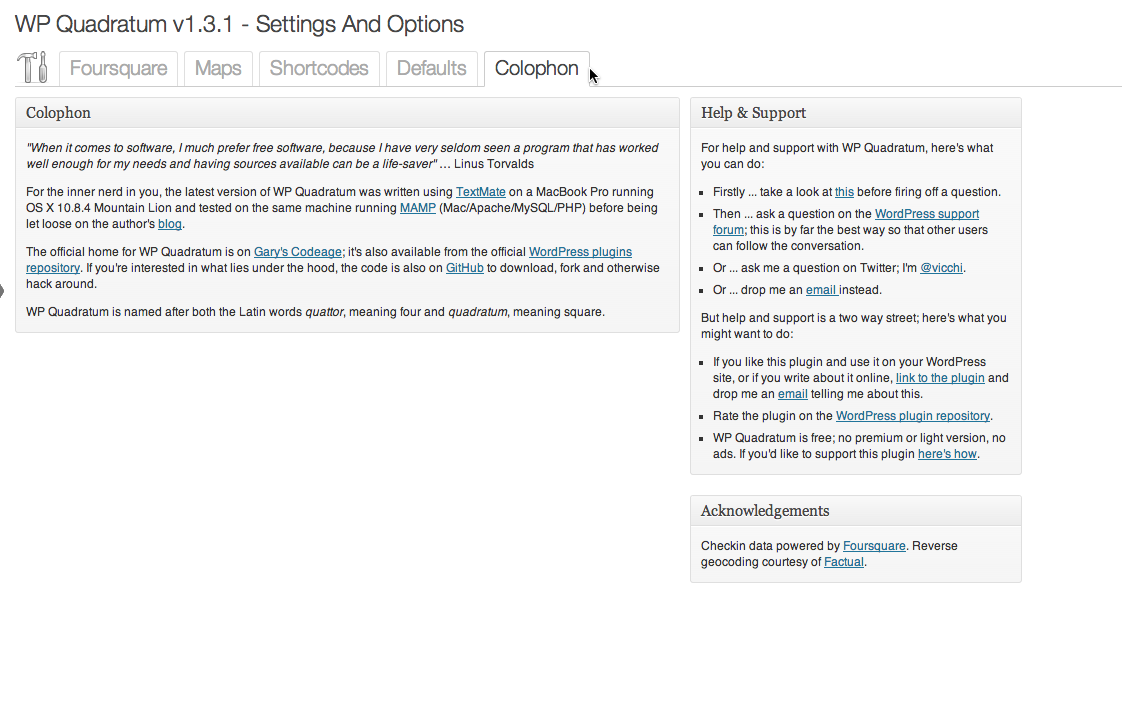 WP Quadratum v1.3.1 - Settings And Options
Foursquare Maps Shortcodes Defaults Colophon
Colophon
"When it comes to software, I much prefer free software, because I have very seldom seen a program that has worked
well enough for my needs and having sources available can be a life-saver" … Linus Torvalds
For the inner nerd in you, the latest version of WP Quadratum was written using TextMate on a MacBook Pro running
OS X 10.8.4 Mountain Lion and tested on the same machine running MAMP (Mac/Apache/MySQL/PHP) before being
let loose on the author's blog.
The official home for WP Quadratum is on Gary's Codeage; it's also available from the official WordPress plugins
repository. If you're interested in what lies under the hood, the code is also on GitHub to download, fork and otherwise
hack around.
WP Quadratum is named after both the Latin words quattor, meaning four and quadratum, meaning square.
Help & Support
For help and support with WP Quadratum, here's what
you can do:
Firstly ... take a look at this before firing off a question.
Then ... ask a question on the WordPress support
forum; this is by far the best way so that other users
can follow the conversation.
Or ... ask me a question on Twitter; I'm @vicchi.
Or ... drop me an email instead.
But help and support is a two way street; here's what you
might want to do:
If you like this plugin and use it on your WordPress
site, or if you write about it online, link to the plugin and
drop me an email telling me about this.
Rate the plugin on the WordPress plugin repository.
WP Quadratum is free; no premium or light version, no
ads. If you'd like to support this plugin here's how.
Acknowledgements
Checkin data powered by Foursquare. Reverse
geocoding courtesy of Factual.